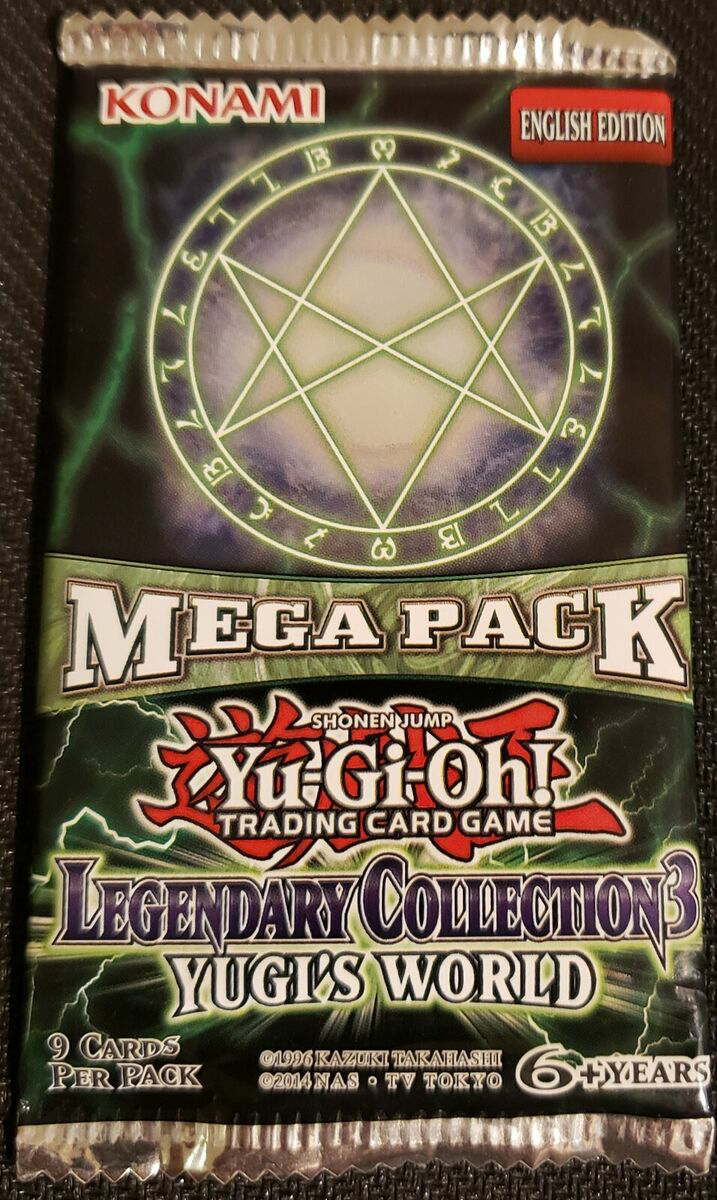 KONAMI
ENGLISH EDITION
MEGA PACK
SHONEN JUMP
Yu-Gi-Oh!
TRADING CARD GAME
LEGENDARY COLLECTION 3
YUGI'S WORLD
9 CARDS
PER PACK
©1996 KAZUKI TAKAHASHI
©2014 NAS • TV TOKYO
6+YEARS